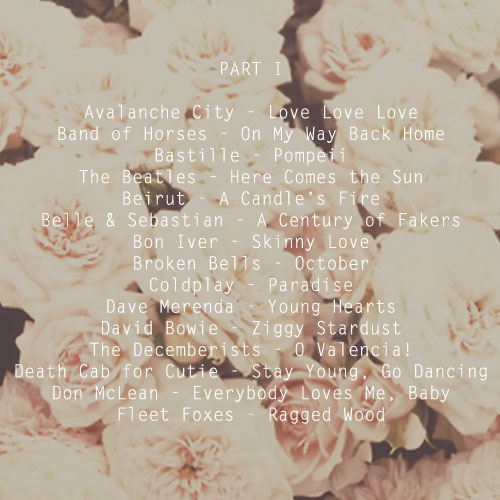 PART I
Avalanche City - Love Love Love
Band of Horses - On My Way Back Home
Bastille - Pompeii
The Beatles - Here Comes the Sun
Beirut - A Candle's Fire
Belle & Sebastian - A Century of Fakers
Bon Iver - Skinny Love
Broken Bells - October
Coldplay - Paradise
Dave Merenda - Young Hearts
David Bowie - Ziggy Stardust
The Decemberists - O Valencia!
Death Cab for Cutie - Stay Young, Go Dancing
Don McLean - Everybody Loves Me, Baby
Fleet Foxes - Ragged Wood